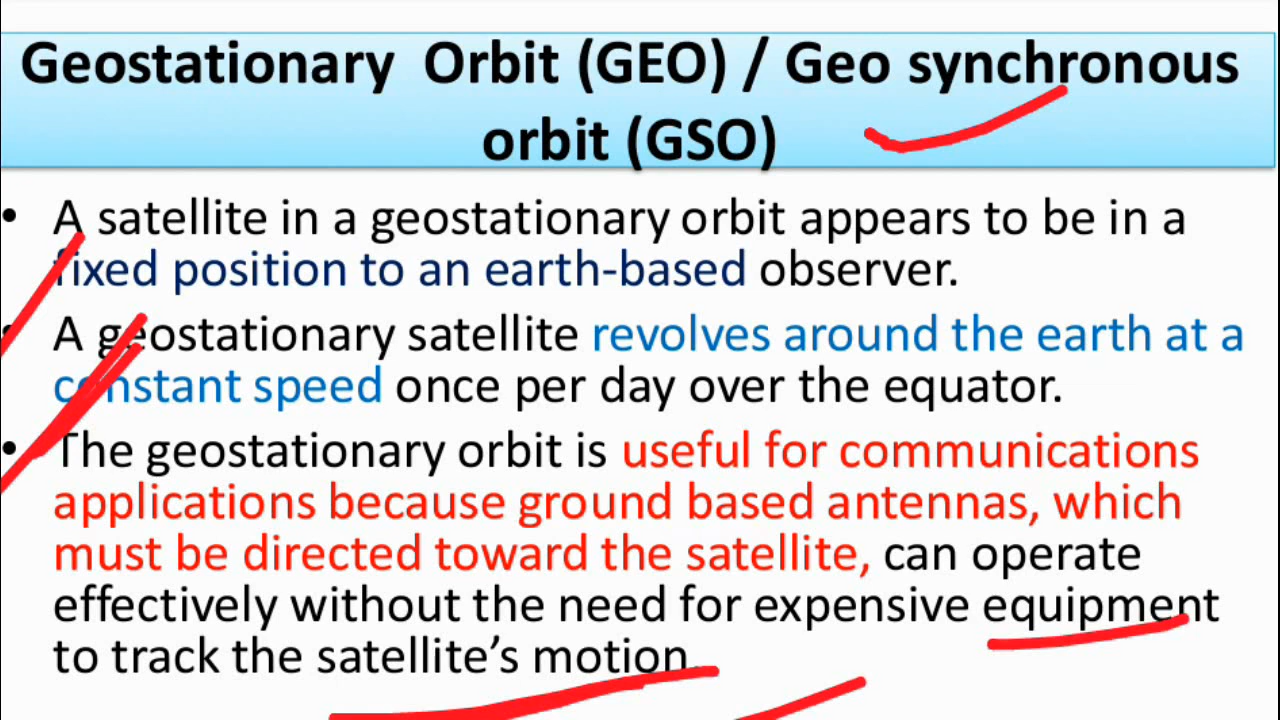 Geostationary Orbit (GEO) / Geo synchronous
orbit (GSO)
• A satellite in a geostationary orbit appears to be in a
fixed position to an earth-based observer.
• A geostationary satellite revolves around the earth at a
constant speed once per day over the equator.
• The geostationary orbit is useful for communications
applications because ground based antennas, which
must be directed toward the satellite, can operate
effectively without the need for expensive equipment
to track the satellite's motion.